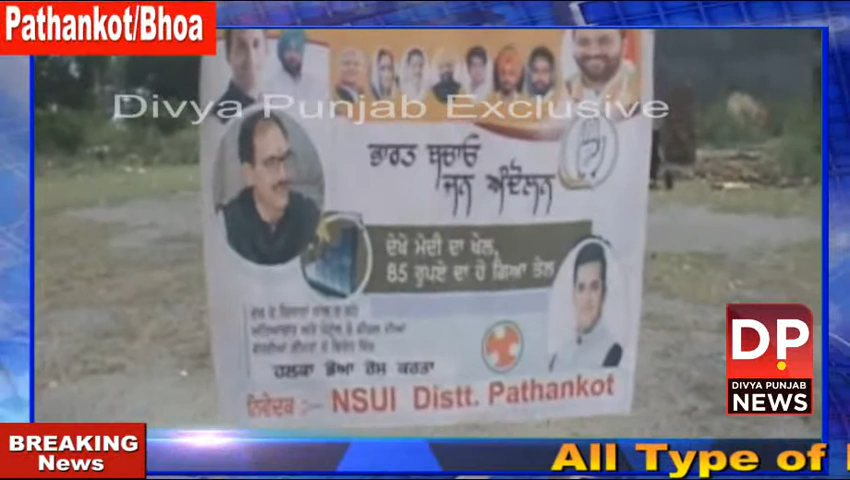 Pathankot/Bhoa
Divya Punjab Exclusive
ਭਾਰਤ ਬਚਾਓ
ਜਨ ਅੰਦੋਲਨ
ਦੇਖੋ ਮੋਦੀ ਦਾ ਖੇਲ,
85 ਰੁਪਏ ਦਾ ਹੋ ਗਿਆ ਤੇਲ
ਹਲਕਾ ਭੋਆ ਰੋਸ ਕਰਤਾ
ਨਿਵੇਦਕ :- NSUI Distt. Pathankot
DP
DIVYA PUNJAB
NEWS
BREAKING
News
All Type of